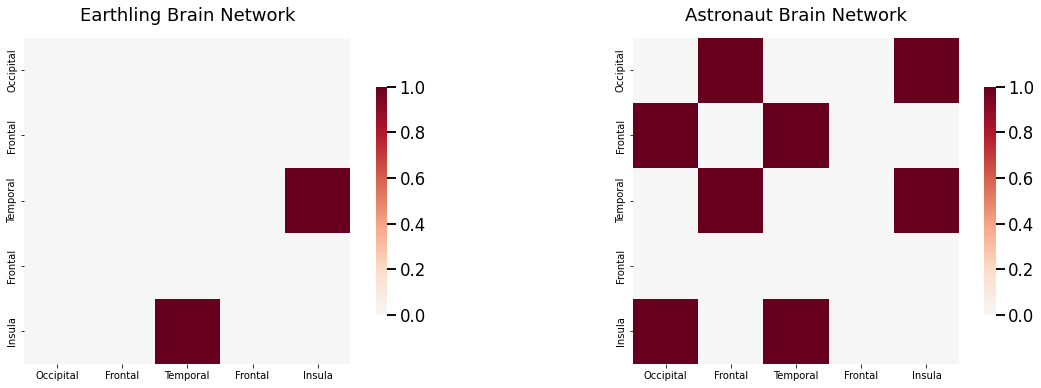 Earthling Brain Network
Occipital
Frontal
Temporal
Frontal
Insula
Occipital Frontal Temporal Frontal Insula
1.0
0.8
0.6
0.4
0.2
0.0
Astronaut Brain Network
Occipital
Frontal
Temporal
Frontal
Insula
Occipital Frontal Temporal Frontal Insula
1.0
0.8
0.6
0.4
0.2
0.0